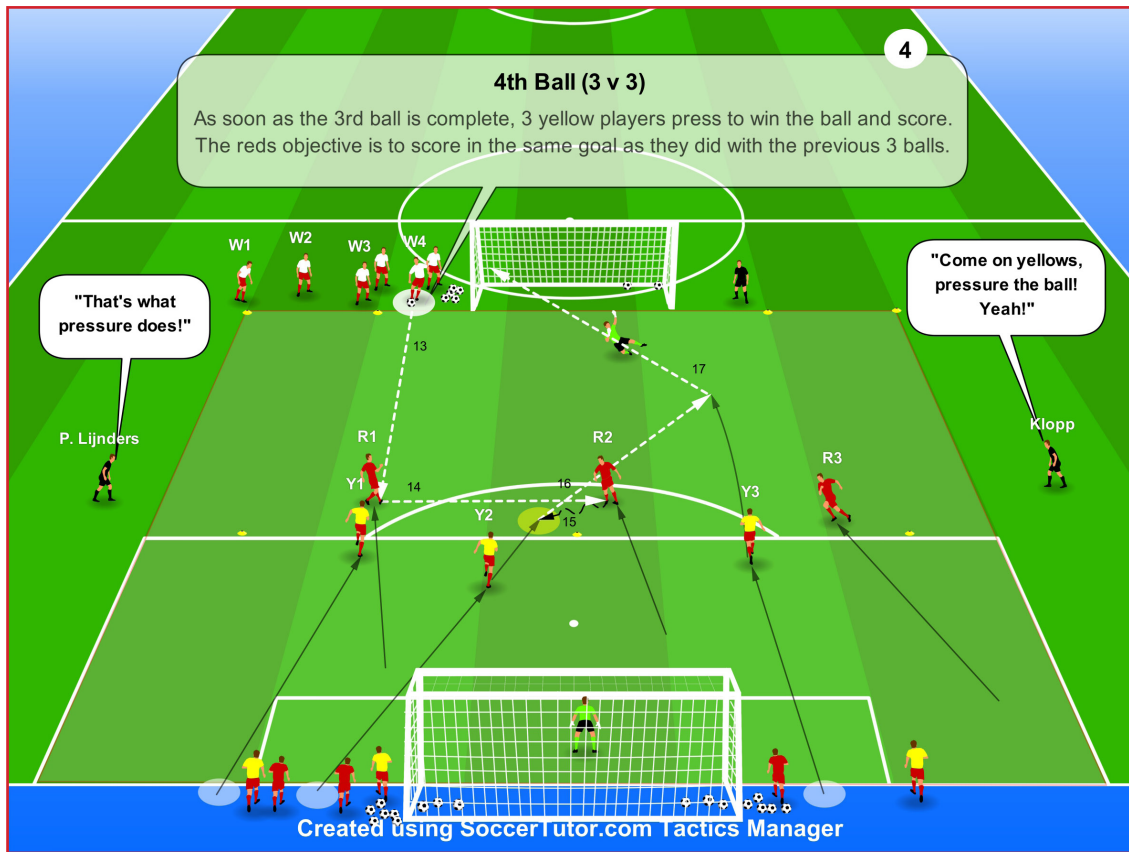 4
4th Ball (3 v 3)
As soon as the 3rd ball is complete, 3 yellow players press to win the ball and score.
The reds objective is to score in the same goal as they did with the previous 3 balls.
W1
W2
W3
W4
"That's what
pressure does!"
"Come on yellows,
pressure the ball!
Yeah!"
13
17
P. Lijnders
Klopp
R1
R2
R3
Y1
14
16
Y2
15
Y3
Created using SoccerTutor.com Tactics Manager